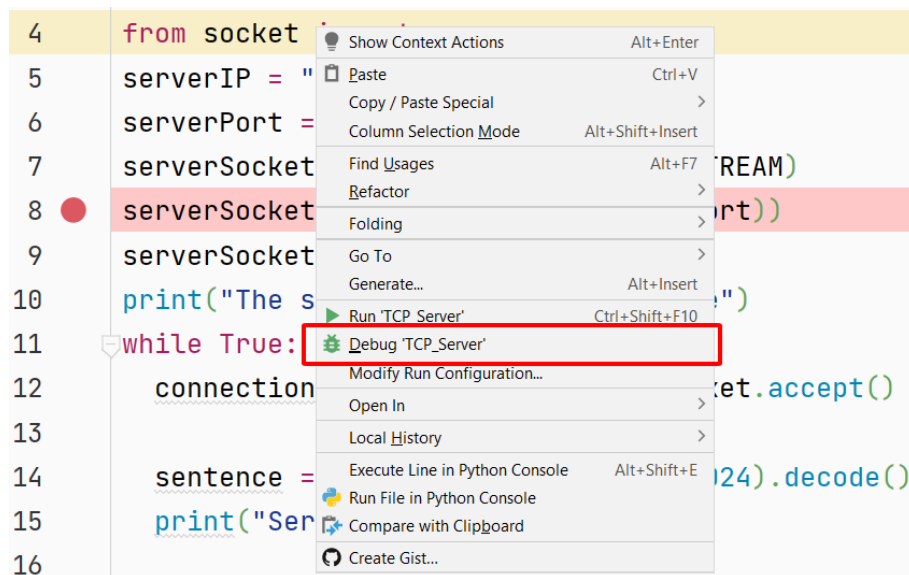 4 from socket
Show Context Actions Alt+Enter
5 serverIP = "
Paste Ctrl+V
Copy / Paste Special
6 serverPort =
Column Selection Mode Alt+Shift+Insert
7 serverSocket REAM)
Find Usages Alt+F7
Refactor
8 serverSocket rt))
Folding
9 serverSocket
Go To
Generate... Alt+Insert
10 print("The s ")
Run 'TCP_Server' Ctrl+Shift+F10
11 while True:
Debug 'TCP_Server'
Modify Run Configuration...
12 connection ket.accept()
Open In
13
Local History
Execute Line in Python Console Alt+Shift+E
14 sentence = 024).decode()
Run File in Python Console
15 print("Ser
Compare with Clipboard
16
Create Gist...